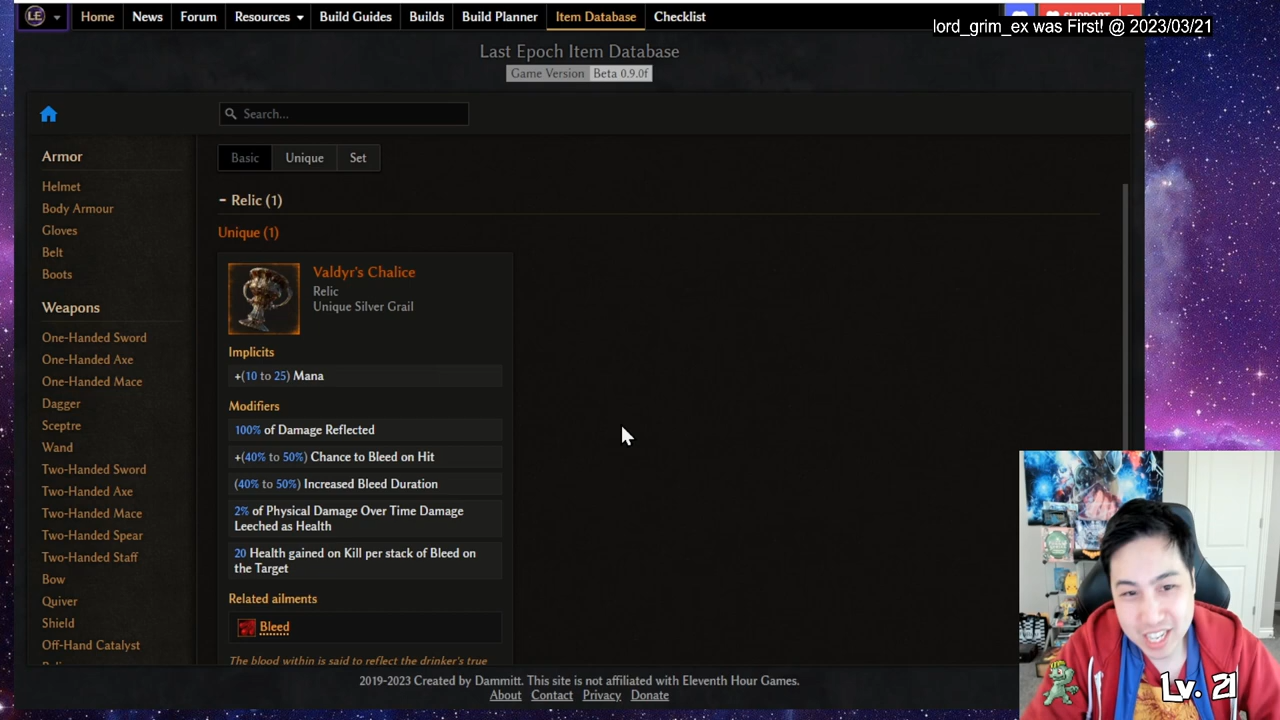 LE
Home
News
Forum
Resources
Build Guides
Builds
Build Planner
Item Database
Checklist
SUPPORT
lord_grim_ex was First! @ 2023/03/21
Last Epoch Item Database
Game Version Beta 0.9.0f
Search...
Armor
Helmet
Body Armour
Gloves
Belt
Boots
Weapons
One-Handed Sword
One-Handed Axe
One-Handed Mace
Dagger
Sceptre
Wand
Two-Handed Sword
Two-Handed Axe
Two-Handed Mace
Two-Handed Spear
Two-Handed Staff
Bow
Quiver
Shield
Off-Hand Catalyst
Basic
Unique
Set
- Relic (1)
Unique (1)
Valdyr's Chalice
Relic
Unique Silver Grail
Implicits
+(10 to 25) Mana
Modifiers
100% of Damage Reflected
+(40% to 50%) Chance to Bleed on Hit
(40% to 50%) Increased Bleed Duration
2% of Physical Damage Over Time Damage
Leeched as Health
20 Health gained on Kill per stack of Bleed on
the Target
Related ailments
Bleed
The blood within is said to reflect the drinker's true
2019-2023 Created by Dammitt. This site is not affiliated with Eleventh Hour Games.
About
Contact
Privacy
Donate
Lv. 21